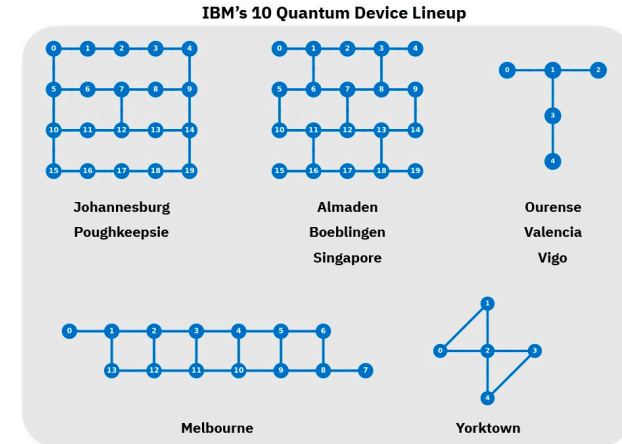 IBM's 10 Quantum Device Lineup
0 1 2 3 4
5 6 7 8 9
10 11 12 13 14
15 16 17 18 19
Johannesburg
Poughkeepsie
0 1 2 3 4
5 6 7 8 9
10 11 12 13 14
15 16 17 18 19
Almaden
Boeblingen
Singapore
0 1 2
3
4
Ourense
Valencia
Vigo
0 1 2 3 4 5 6
13 12 11 10 9 8 7
Melbourne
1
0 2 3
4
Yorktown